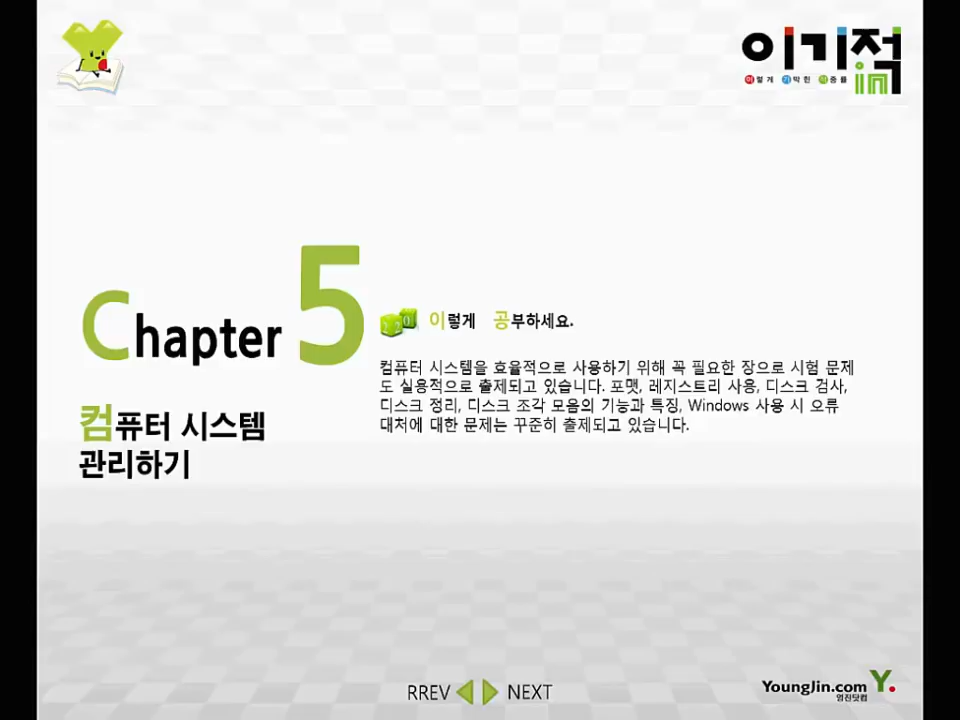 이기적in
이렇게 기막힌 적중률
Chapter 5
컴퓨터 시스템
관리하기
이렇게 공부하세요.
컴퓨터 시스템을 효율적으로 사용하기 위해 꼭 필요한 장으로 시험 문제
도 실용적으로 출제되고 있습니다. 포맷, 레지스트리 사용, 디스크 검사,
디스크 정리, 디스크 조각 모음의 기능과 특징, Windows 사용 시 오류
대처에 대한 문제는 꾸준히 출제되고 있습니다.
RREV NEXT
YoungJin.com Y.
영진닷컴